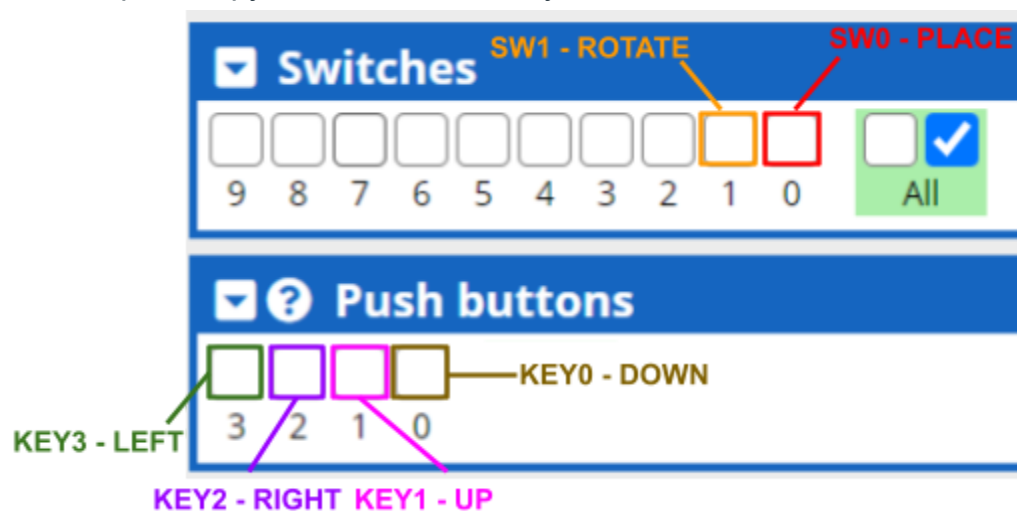 Switches
SW1 - ROTATE
SW0 - PLACE
9 8 7 6 5 4 3 2 1 0 All
Push buttons
KEY0 - DOWN
3 2 1 0
KEY3 - LEFT
KEY2 - RIGHT KEY1 - UP